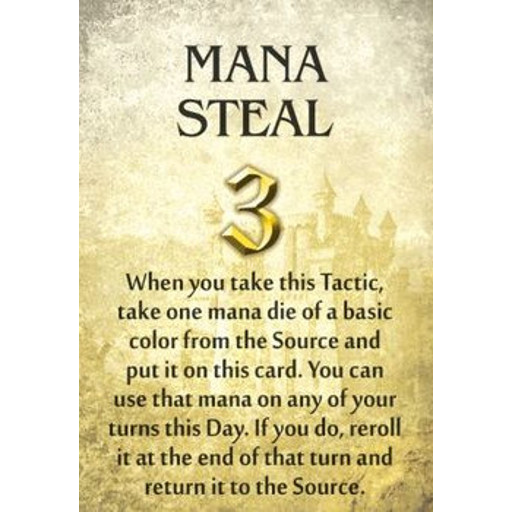 MANA
STEAL
3
When you take this Tactic,
take one mana die of a basic
color from the Source and
put it on this card. You can
use that mana on any of your
turns this Day. If you do, reroll
it at the end of that turn and
return it to the Source.